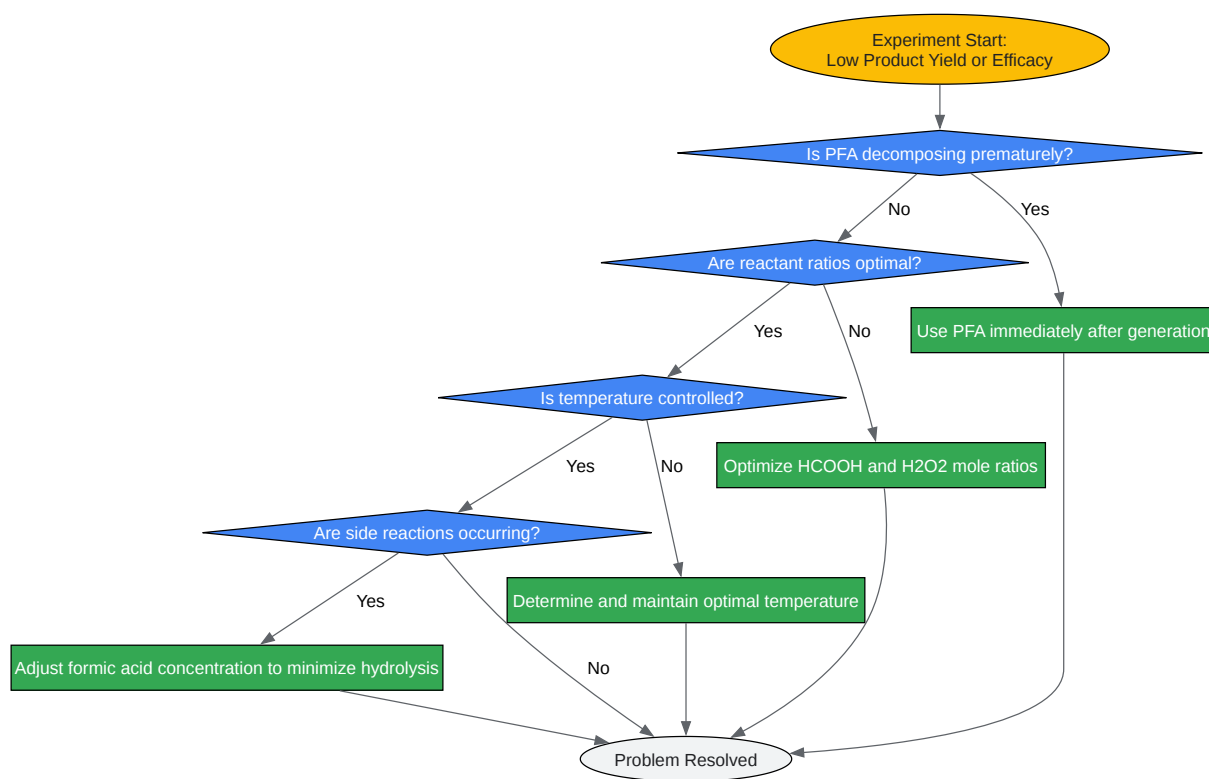 Experiment Start:
Low Product Yield or Efficacy
Is PFA decomposing prematurely?
No
Yes
Are reactant ratios optimal?
Yes
No
Use PFA immediately after generation
Is temperature controlled?
Yes
No
Optimize HCOOH and H2O2 mole ratios
Are side reactions occurring?
Yes
No
Determine and maintain optimal temperature
Adjust formic acid concentration to minimize hydrolysis
Problem Resolved